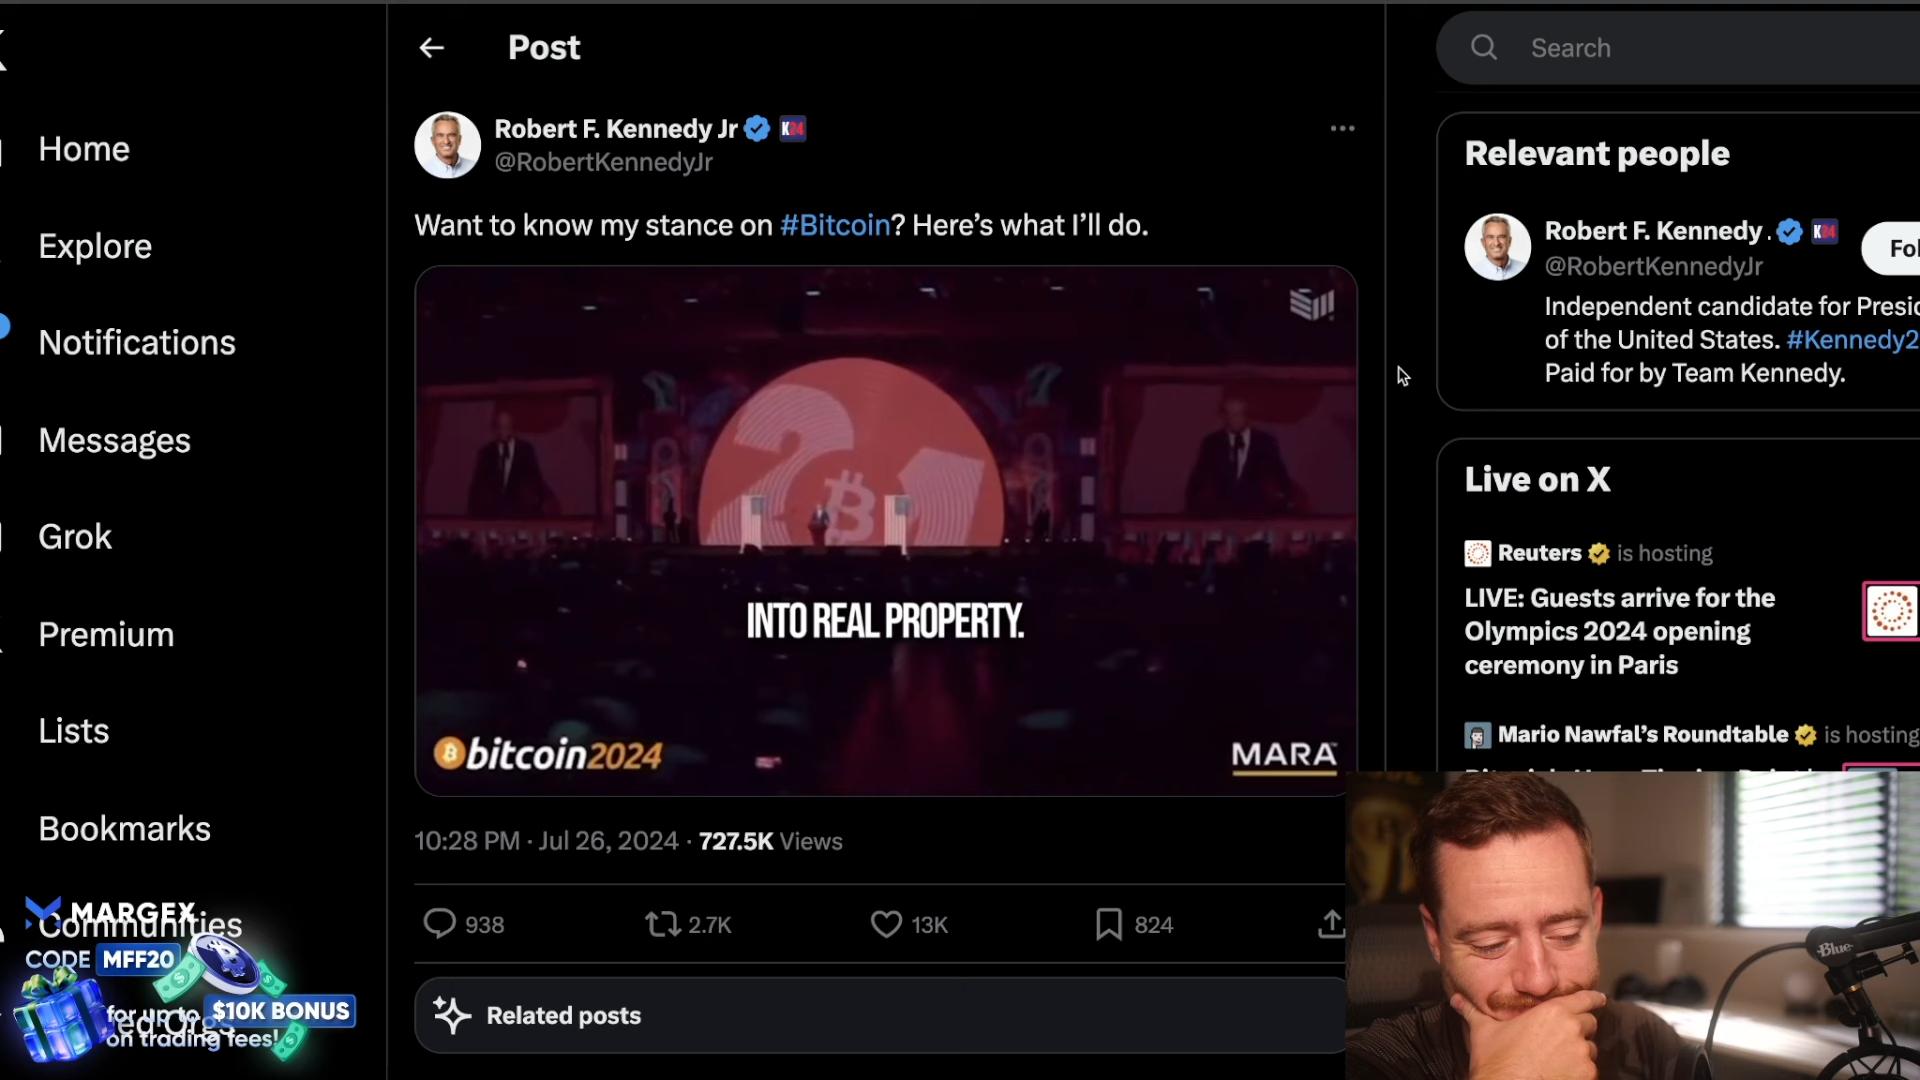 Home
Explore
Notifications
Messages
Grok
Premium
Lists
Bookmarks
Communities
MARGEX
CODE MFF20
for up to $10K BONUS
on trading fees!
Post
Robert F. Kennedy Jr K24
@RobertKennedyJr
Want to know my stance on #Bitcoin? Here’s what I’ll do.
21
INTO REAL PROPERTY.
bitcoin2024
MARA
10:28 PM · Jul 26, 2024 · 727.5K Views
938
2.7K
13K
824
Related posts
Search
Relevant people
Robert F. Kennedy . K24
Fol
@RobertKennedyJr
Independent candidate for Presid
of the United States. #Kennedy2
Paid for by Team Kennedy.
Live on X
Reuters is hosting
LIVE: Guests arrive for the
Olympics 2024 opening
ceremony in Paris
Mario Nawfal’s Roundtable is hosting
Blue